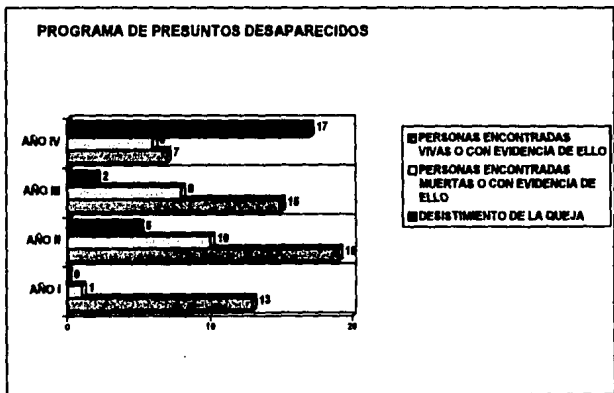 PROGRAMA DE PRESUNTOS DESAPARECIDOS
AÑO IV
17
7
AÑO III
2
8
15
AÑO II
5
10
AÑO I
0
1
13
0
10
20
PERSONAS ENCONTRADAS
VIVAS O CON EVIDENCIA DE ELLO
PERSONAS ENCONTRADAS
MUERTAS O CON EVIDENCIA DE
ELLO
DESISTIMIENTO DE LA QUEJA